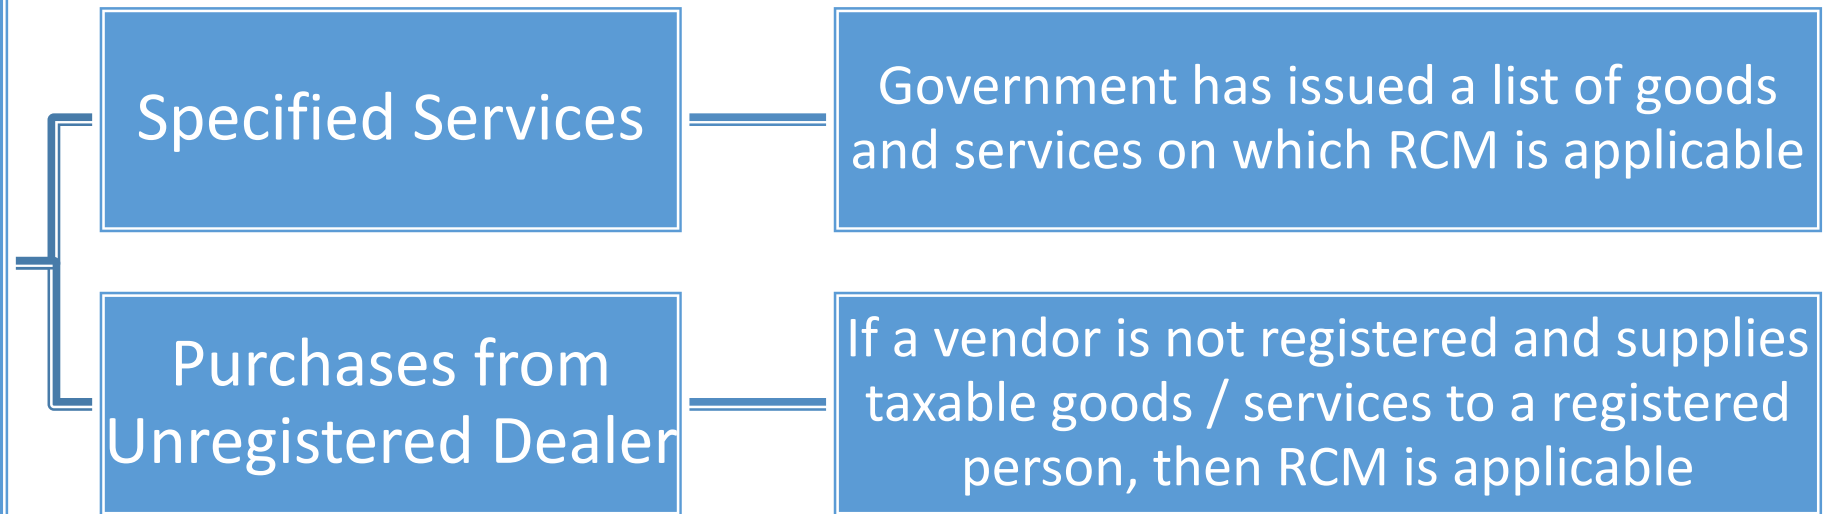 Specified Services
Government has issued a list of goods
and services on which RCM is applicable
Purchases from
Unregistered Dealer
If a vendor is not registered and supplies
taxable goods / services to a registered
person, then RCM is applicable